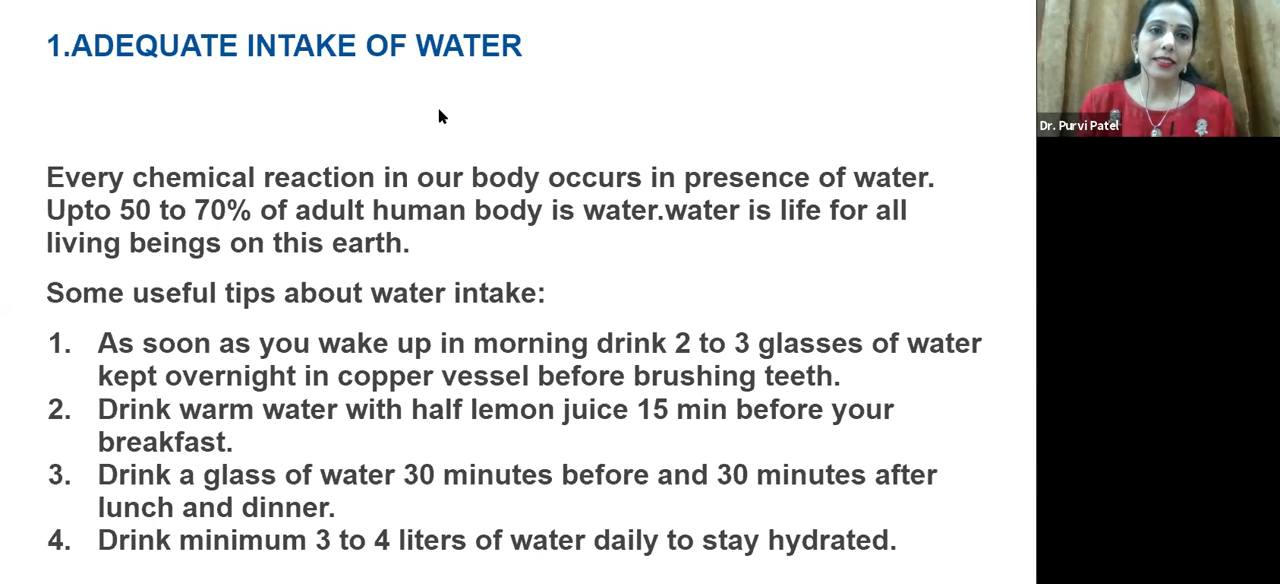 1.ADEQUATE INTAKE OF WATER
Dr. Purvi Patel
Every chemical reaction in our body occurs in presence of water.
Upto 50 to 70% of adult human body is water.water is life for all
living beings on this earth.
Some useful tips about water intake:
1. As soon as you wake up in morning drink 2 to 3 glasses of water
kept overnight in copper vessel before brushing teeth.
2. Drink warm water with half lemon juice 15 min before your
breakfast.
3. Drink a glass of water 30 minutes before and 30 minutes after
lunch and dinner.
4. Drink minimum 3 to 4 liters of water daily to stay hydrated.